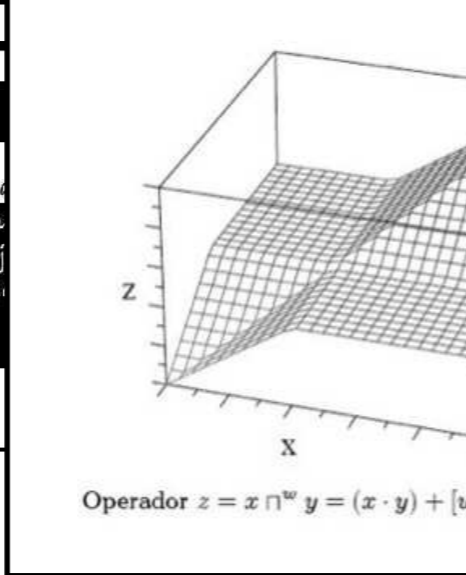 Z
X
Operador z = x ⊓^w y = (x · y) + [